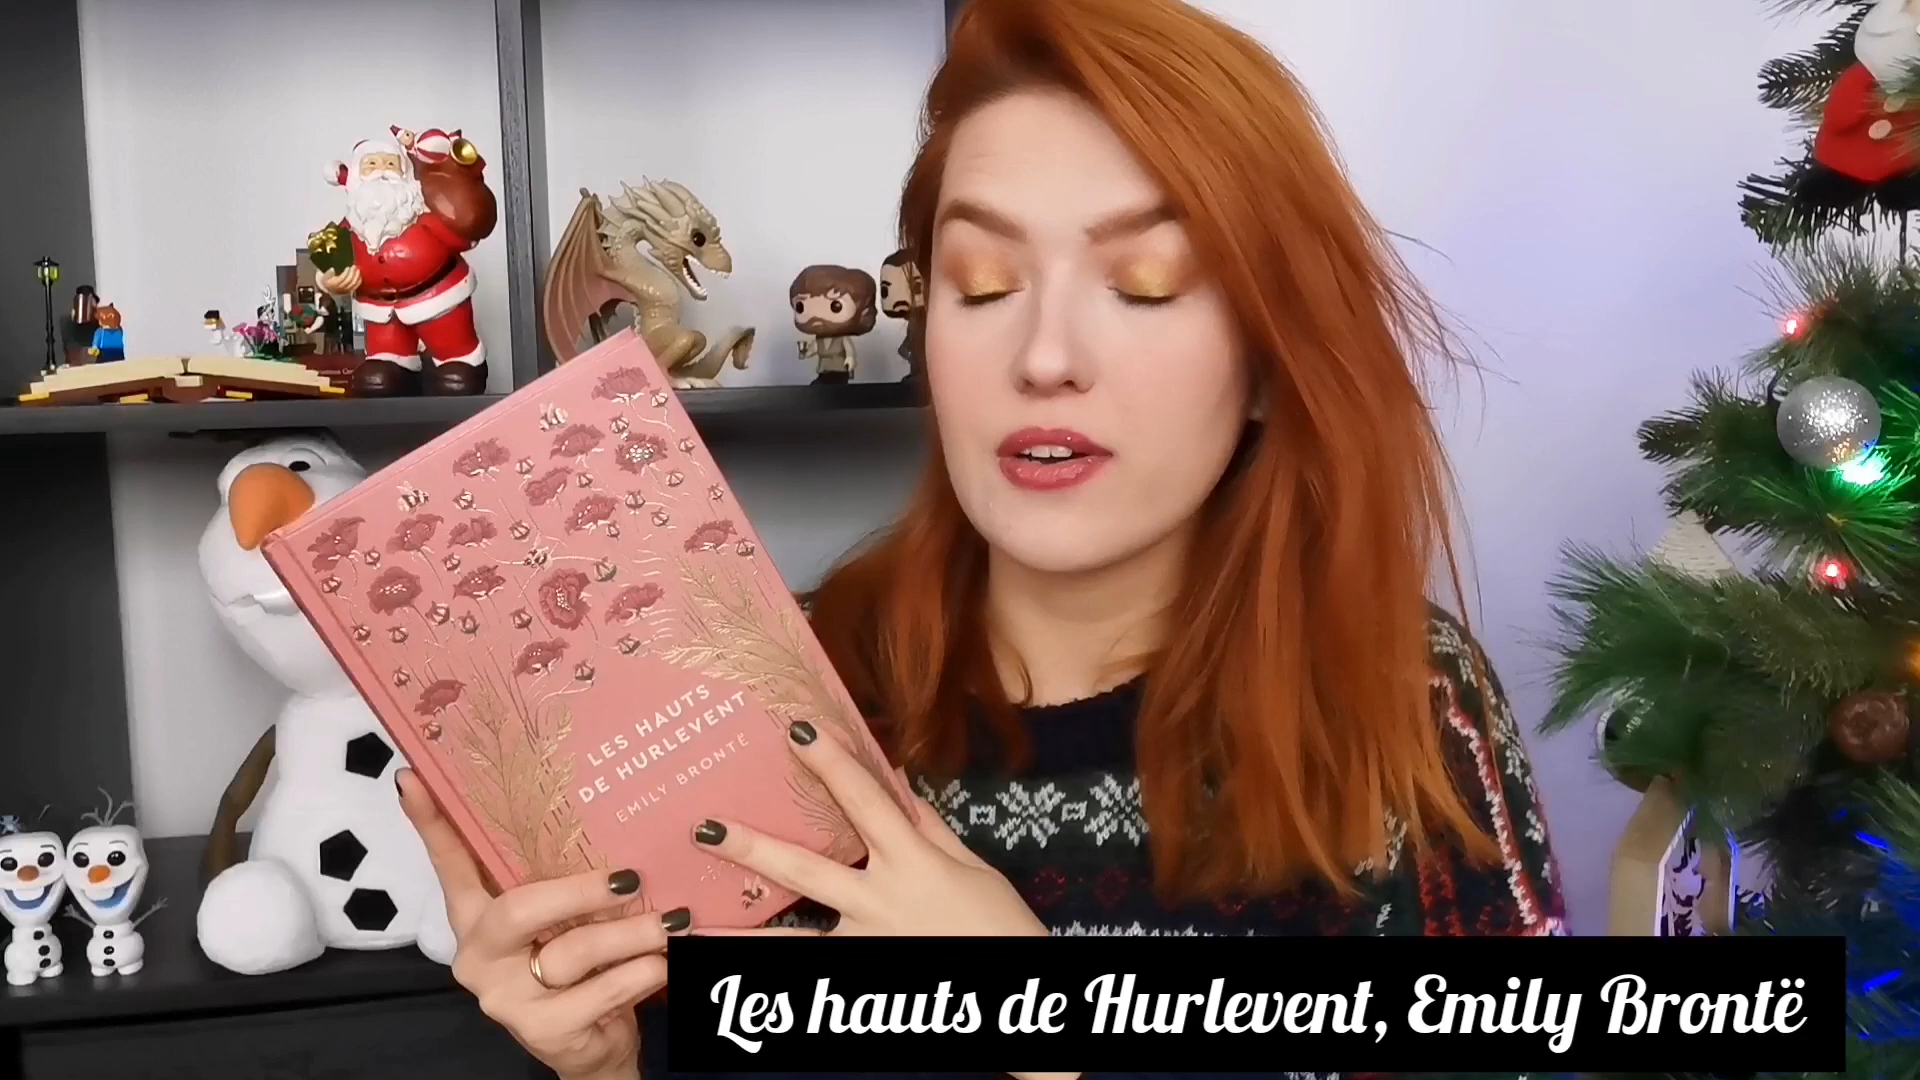 LES HAUTS
DE HURLEVENT
EMILY BRONTË
Les hauts de Hurlevent, Emily Brontë